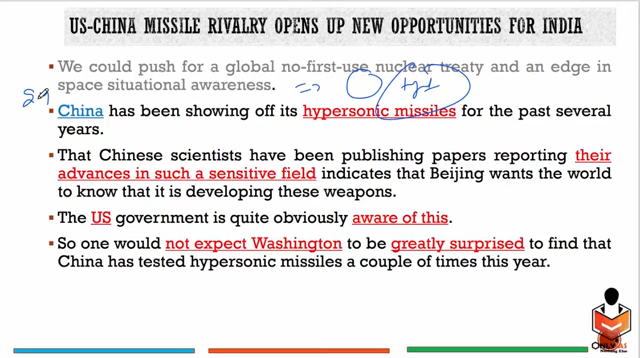 US-CHINA MISSILE RIVALRY OPENS UP NEW OPPORTUNITIES FOR INDIA
We could push for a global no-first-use nuclear treaty and an edge in
space situational awareness.
China has been showing off its hypersonic missiles for the past several
years.
That Chinese scientists have been publishing papers reporting their
advances in such a sensitive field indicates that Beijing wants the world
to know that it is developing these weapons.
The US government is quite obviously aware of this.
So one would not expect Washington to be greatly surprised to find that
China has tested hypersonic missiles a couple of times this year.
ONLYIAS